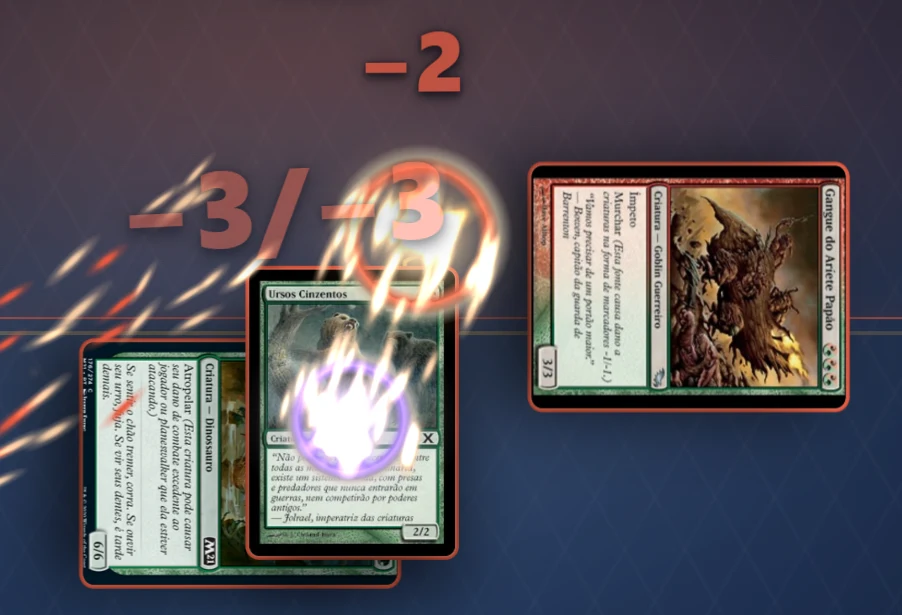 −2
−3/−3
Ursos Cinzentos
X
"Não
todas as
existe um com presas
e predadores que nunca entrarão em
guerras, nem competirão por poderes
antigos."
— Jolrael, imperatriz das criaturas
2/2
Criatura — Dinossauro
M21
Atropelar (Esta criatura pode causar
seu dano de combate excedente ao
jogador ou planeswalker que ela estiver
atacando.)
Se sentir o chão tremer, corra. Se ouvir
seu urro, fuja. Se vir seus dentes, é tarde
demais.
6/6
Gangue do Ariete Papão
Criatura — Goblin Guerreiro
Ímpeto
Murchar (Esta fonte causa dano a
criaturas na forma de marcadores -1/-1.)
"Vamos precisar de um portão maior."
— Bowen, capitão da guarda de
Barrenton
3/3